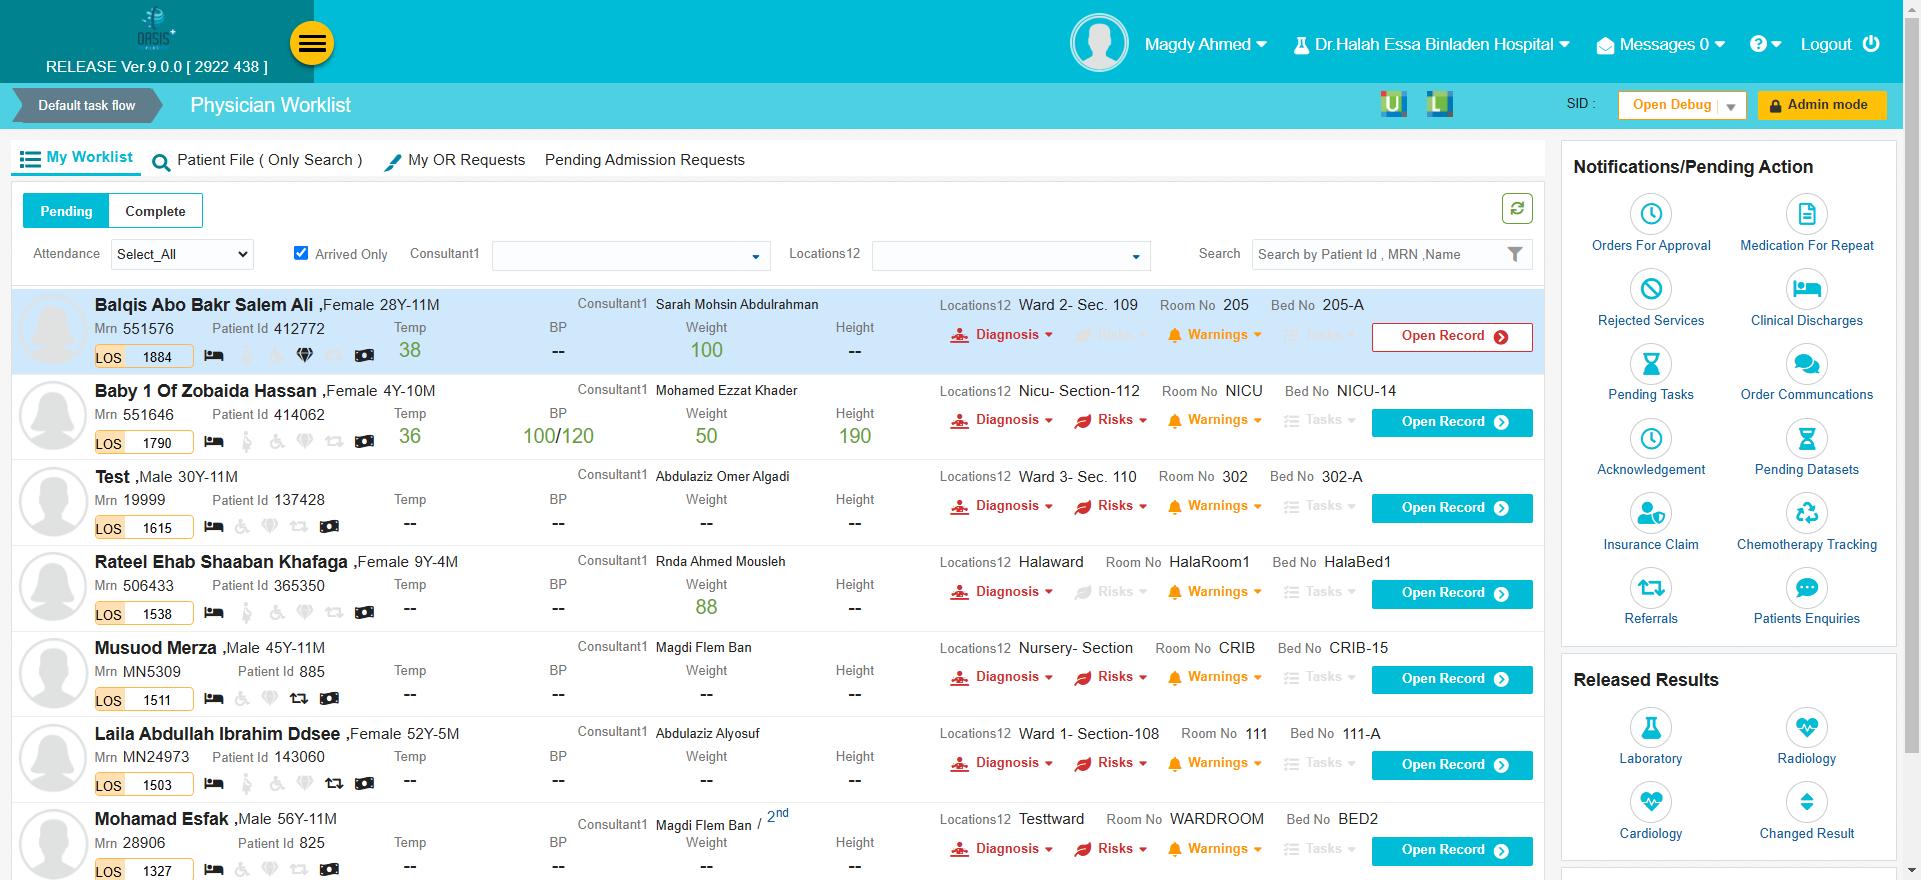 OASIS+
PLUS
RELEASE Ver.9.0.0 [ 2922 438 ]
Magdy Ahmed
Dr.Halah Essa Binladen Hospital
Messages 0
Logout
Default task flow
Physician Worklist
U
L
SID :
Open Debug
Admin mode
My Worklist
Patient File ( Only Search )
My OR Requests
Pending Admission Requests
Pending
Complete
Attendance
Select_All
Arrived Only
Consultant1
Locations12
Search
Search by Patient Id , MRN ,Name
Balqis Abo Bakr Salem Ali ,Female 28Y-11M
Consultant1 Sarah Mohsin Abdulrahman
Locations12 Ward 2- Sec. 109 Room No 205 Bed No 205-A
Mrn 551576 Patient Id 412772 Temp BP Weight Height
Diagnosis Risks Warnings Tasks Open Record
LOS 1884 38 -- 100 --
Baby 1 Of Zobaida Hassan ,Female 4Y-10M
Consultant1 Mohamed Ezzat Khader
Locations12 Nicu- Section-112 Room No NICU Bed No NICU-14
Mrn 551646 Patient Id 414062 Temp BP Weight Height
Diagnosis Risks Warnings Tasks Open Record
LOS 1790 36 100/120 50 190
Test ,Male 30Y-11M
Consultant1 Abdulaziz Omer Algadi
Locations12 Ward 3- Sec. 110 Room No 302 Bed No 302-A
Mrn 19999 Patient Id 137428 Temp BP Weight Height
Diagnosis Risks Warnings Tasks Open Record
LOS 1615 -- -- -- --
Rateel Ehab Shaaban Khafaga ,Female 9Y-4M
Consultant1 Rnda Ahmed Mousleh
Locations12 Halaward Room No HalaRoom1 Bed No HalaBed1
Mrn 506433 Patient Id 365350 Temp BP Weight Height
Diagnosis Risks Warnings Tasks Open Record
LOS 1538 -- -- 88 --
Musuod Merza ,Male 45Y-11M
Consultant1 Magdi Flem Ban
Locations12 Nursery- Section Room No CRIB Bed No CRIB-15
Mrn MN5309 Patient Id 885 Temp BP Weight Height
Diagnosis Risks Warnings Tasks Open Record
LOS 1511 -- -- -- --
Laila Abdullah Ibrahim Ddsee ,Female 52Y-5M
Consultant1 Abdulaziz Alyosuf
Locations12 Ward 1- Section-108 Room No 111 Bed No 111-A
Mrn MN24973 Patient Id 143060 Temp BP Weight Height
Diagnosis Risks Warnings Tasks Open Record
LOS 1503 -- -- -- --
Mohamad Esfak ,Male 56Y-11M
Consultant1 Magdi Flem Ban / 2nd
Locations12 Testtward Room No WARDROOM Bed No BED2
Mrn 28906 Patient Id 825 Temp BP Weight Height
Diagnosis Risks Warnings Tasks Open Record
LOS 1327 -- -- -- --
Notifications/Pending Action
Orders For Approval
Medication For Repeat
Rejected Services
Clinical Discharges
Pending Tasks
Order Communcations
Acknowledgement
Pending Datasets
Insurance Claim
Chemotherapy Tracking
Referrals
Patients Enquiries
Released Results
Laboratory
Radiology
Cardiology
Changed Result